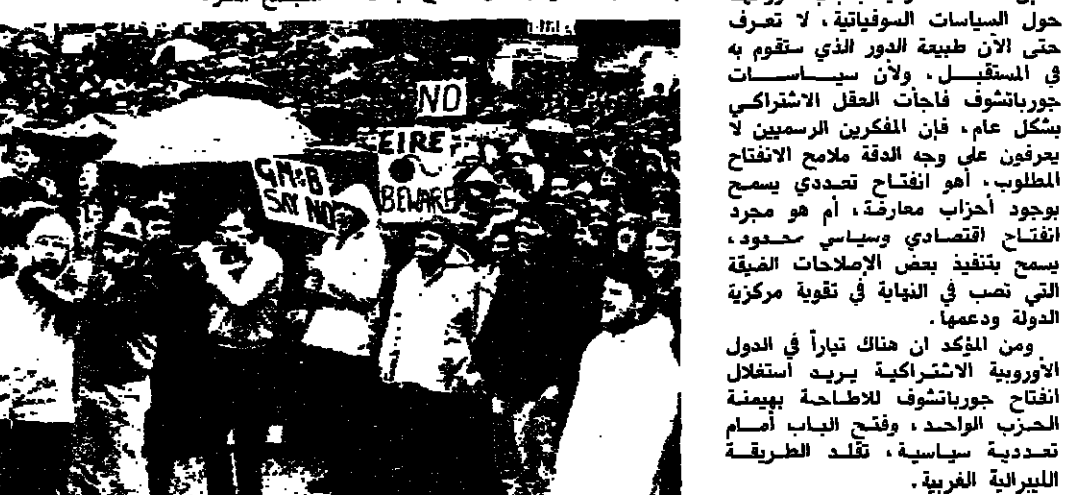 حول السياسات السوفياتية، لا تعرف
حتى الآن طبيعة الدور الذي ستقوم به
في المستقبل، ولأن سياسات
جورباتشوف فاجأت العقل الاشتراكي
بشكل عام، فإن المفكرين الرسميين لا
يعرفون على وجه الدقة ملامح الانفتاح
المطلوب، أهو انفتاح تعددي يسمح
بوجود أحزاب معارضة، أم هو مجرد
انفتاح اقتصادي وسياسي محدود،
يسمح بتنفيذ بعض الإصلاحات الضيقة
التي تصب في النهاية في تقوية مركزية
الدولة ودعمها.
ومن المؤكد ان هناك تياراً في الدول
الأوروبية الاشتراكية يريد استغلال
انفتاح جورباتشوف للاطاحة بهيمنة
الحزب الواحد، وفتح الباب أمام
تعددية سياسية، تقلد الطريقة
الليبرالية الغربية.
NO
EIRE
BEWARE
GM&B
SAY NO